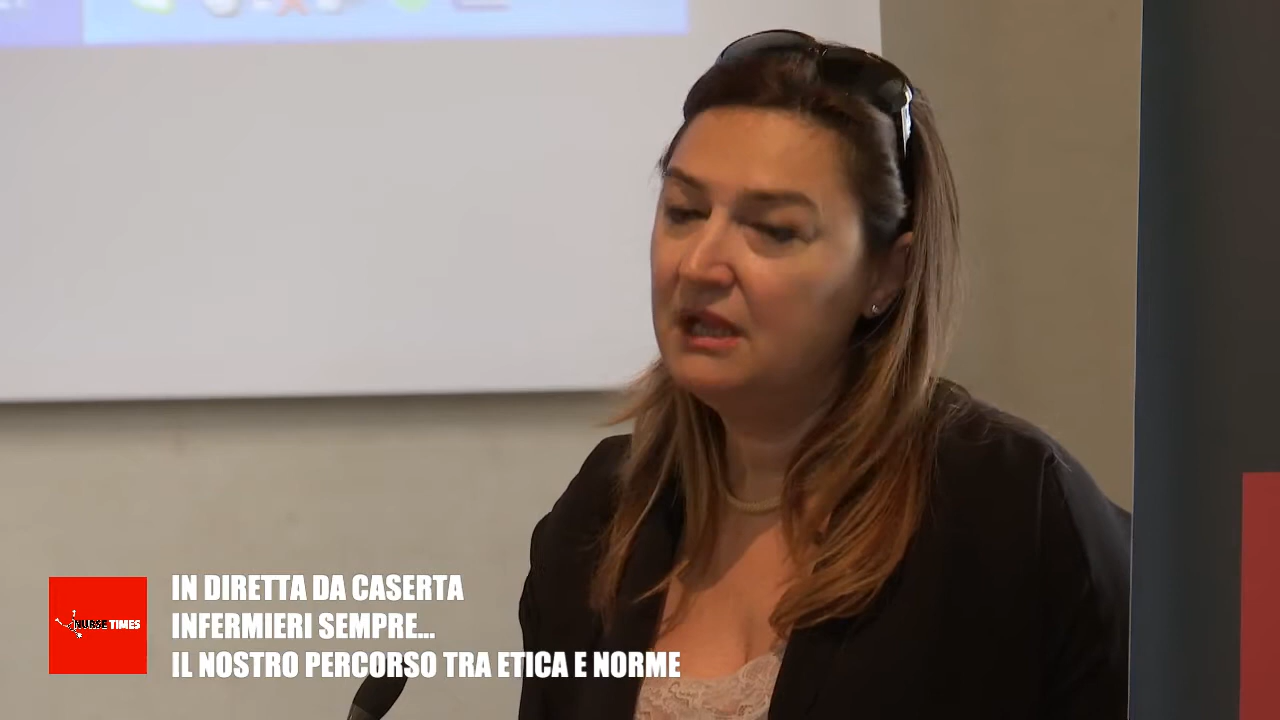 IN DIRETTA DA CASERTA
INFERMIERI SEMPRE...
NURSE TIMES
IL NOSTRO PERCORSO TRA ETICA E NORME